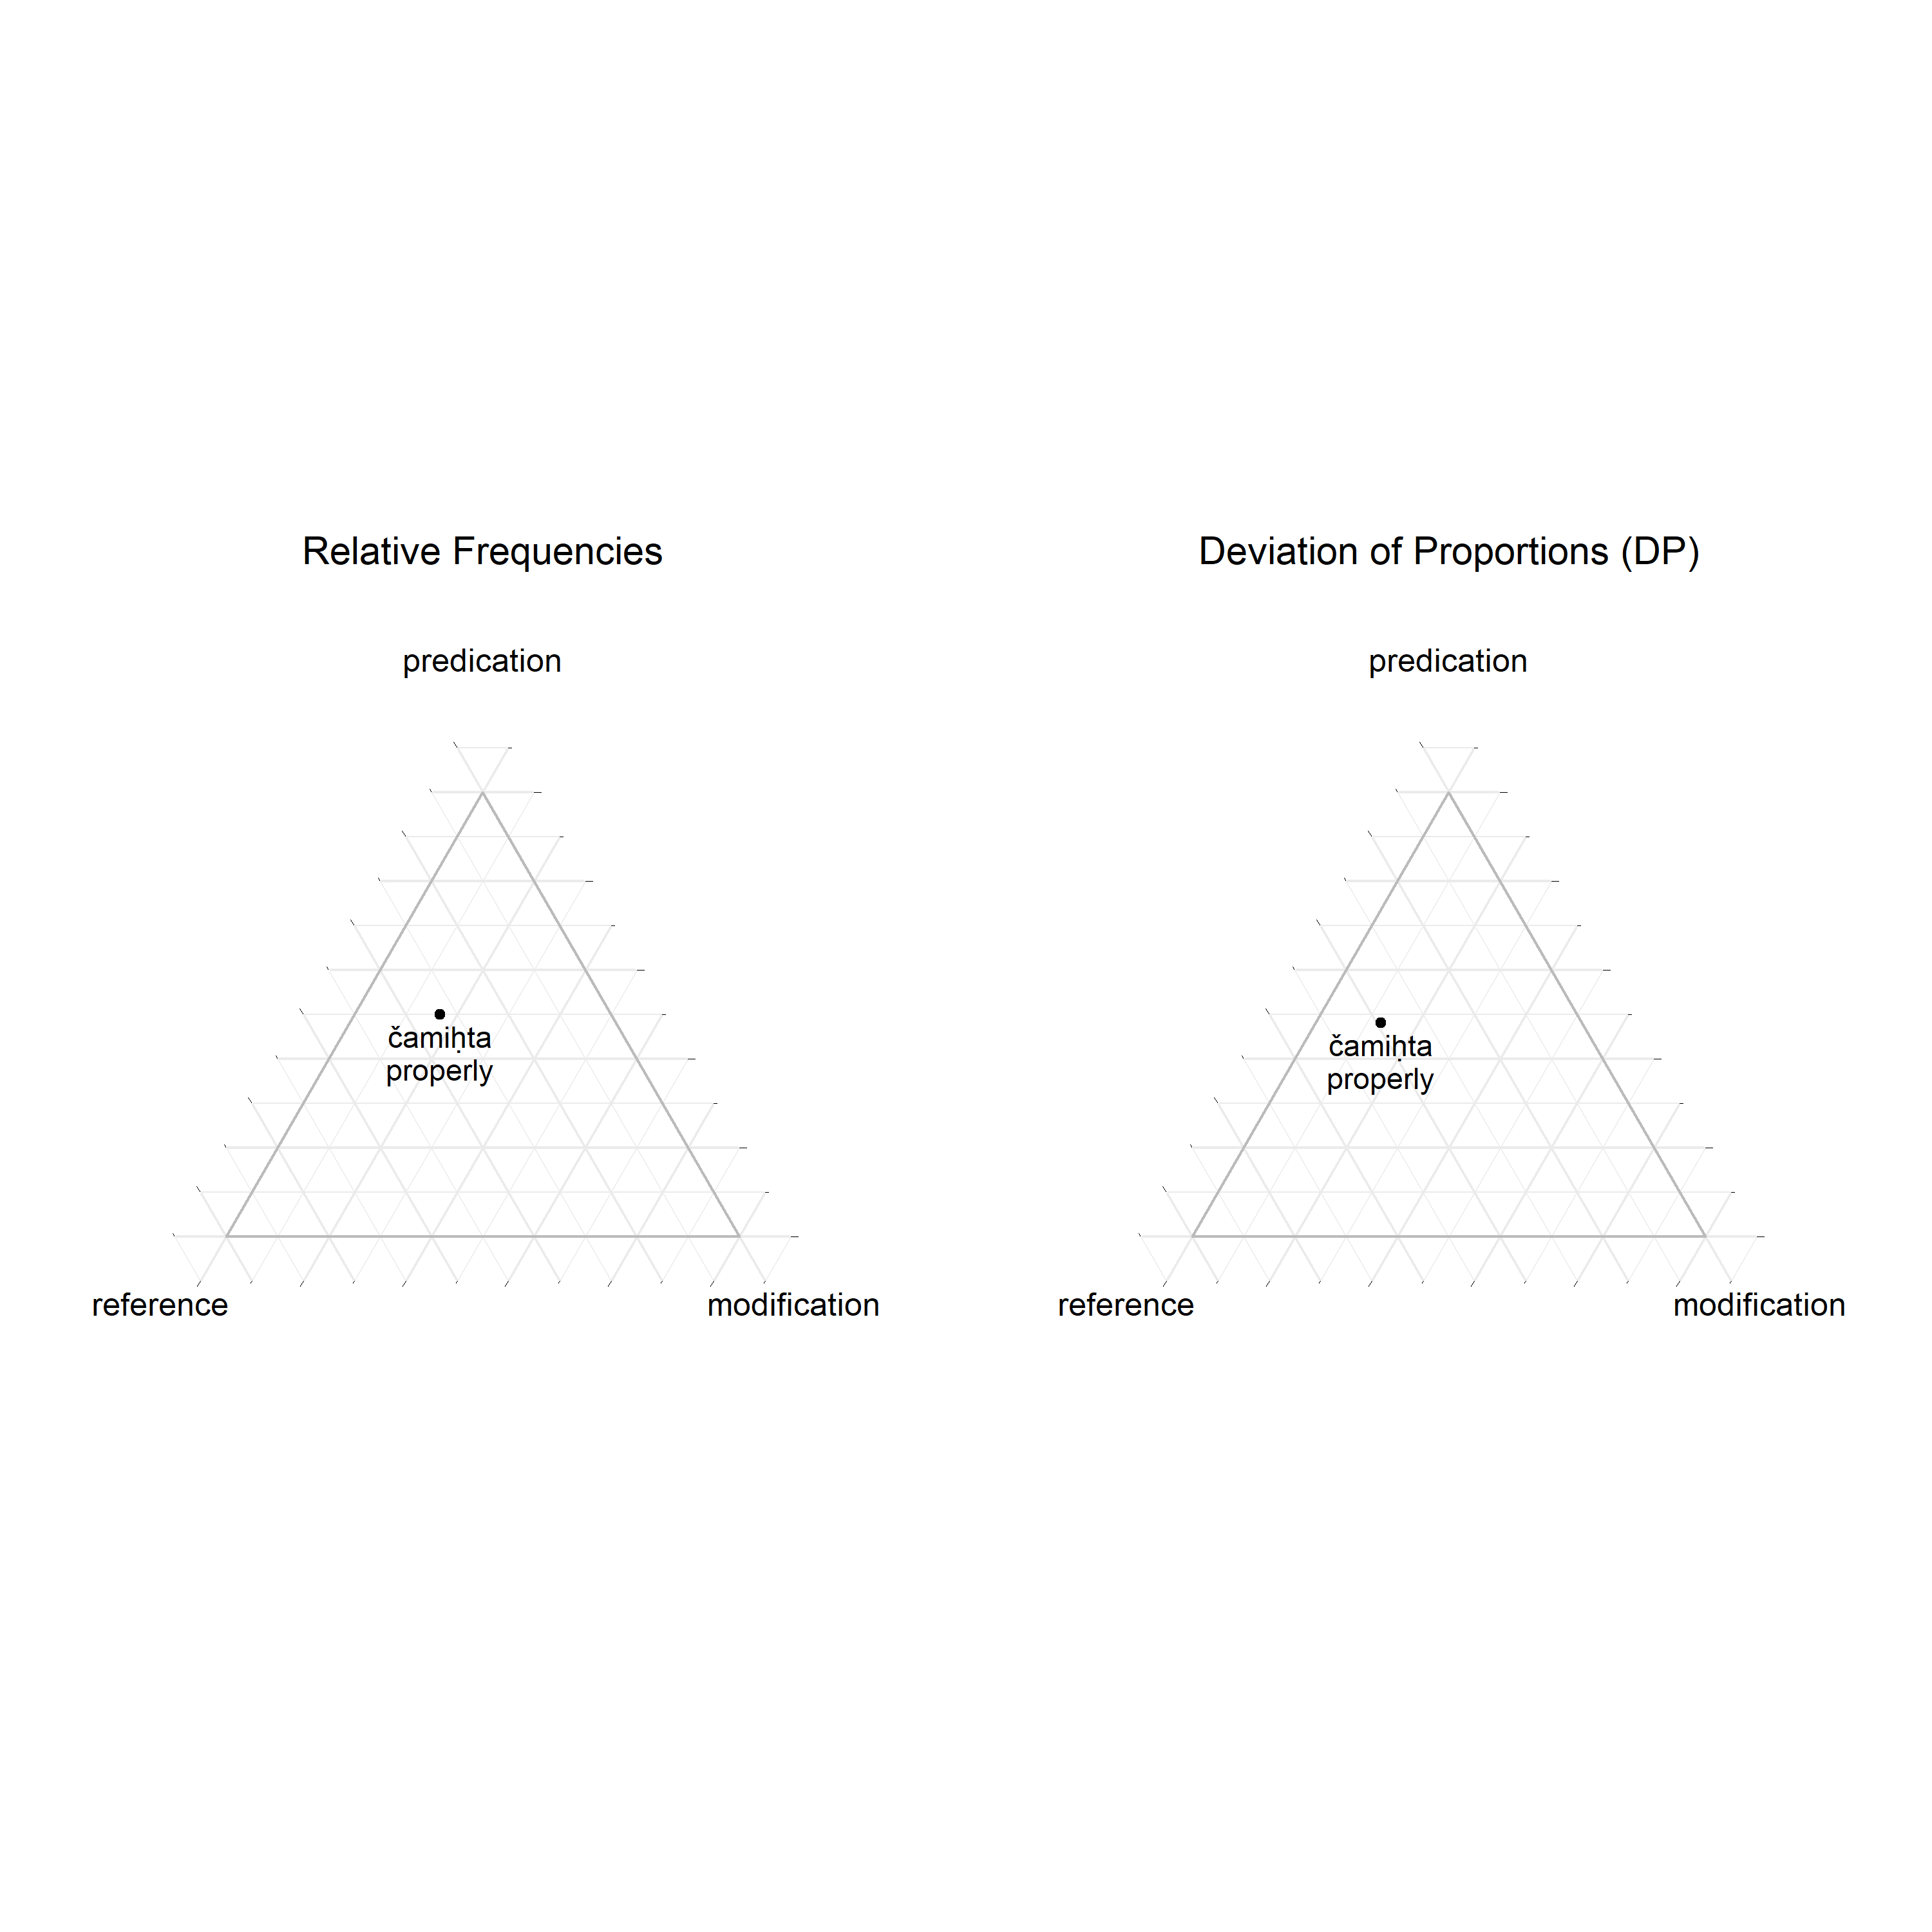 Relative Frequencies
predication
čamiḥta
properly
reference
modification
Deviation of Proportions (DP)
predication
čamiḥta
properly
reference
modification